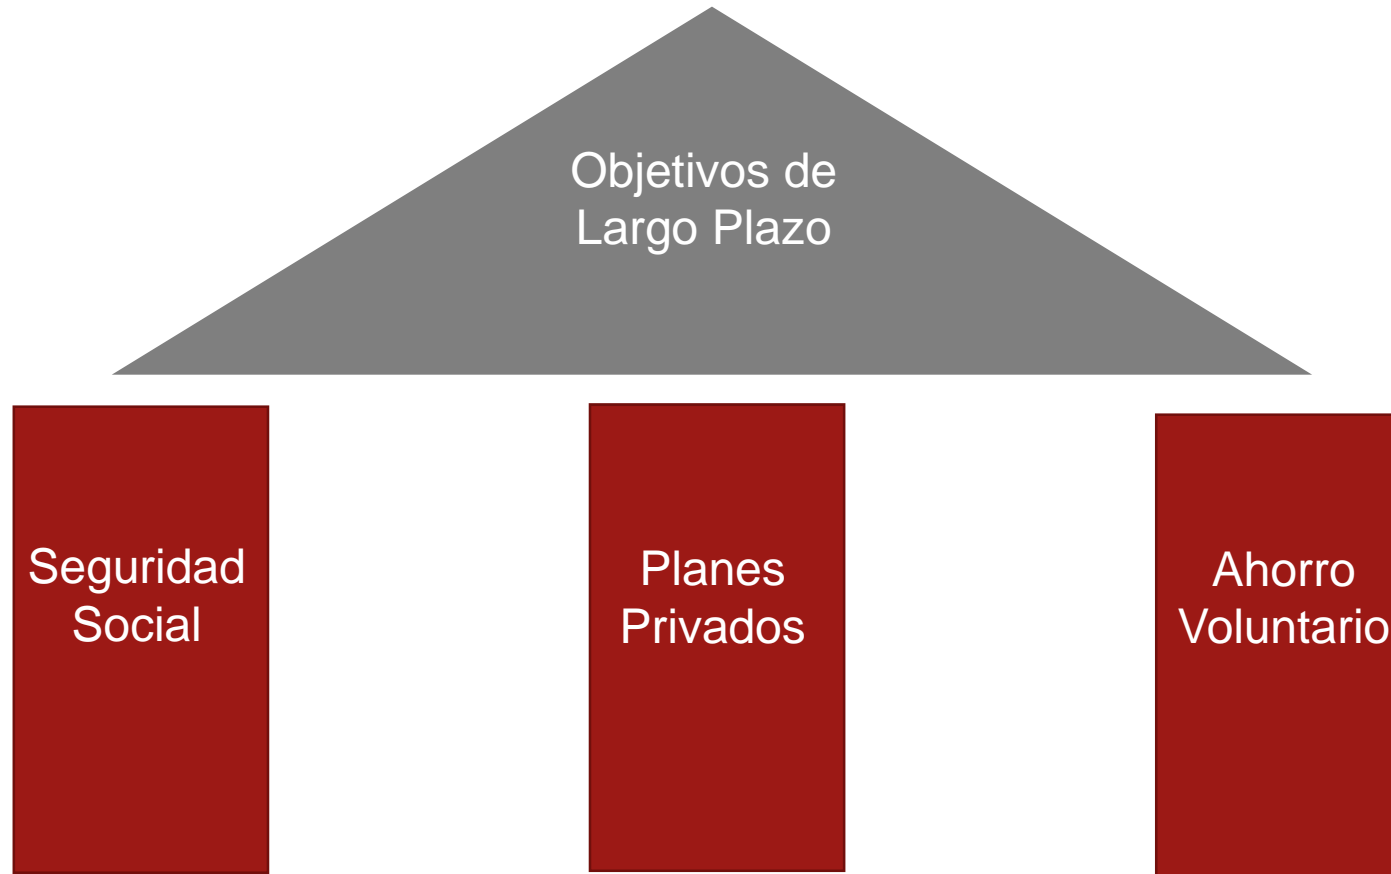 Objetivos de
Largo Plazo
Seguridad
Social
Planes
Privados
Ahorro
Voluntario